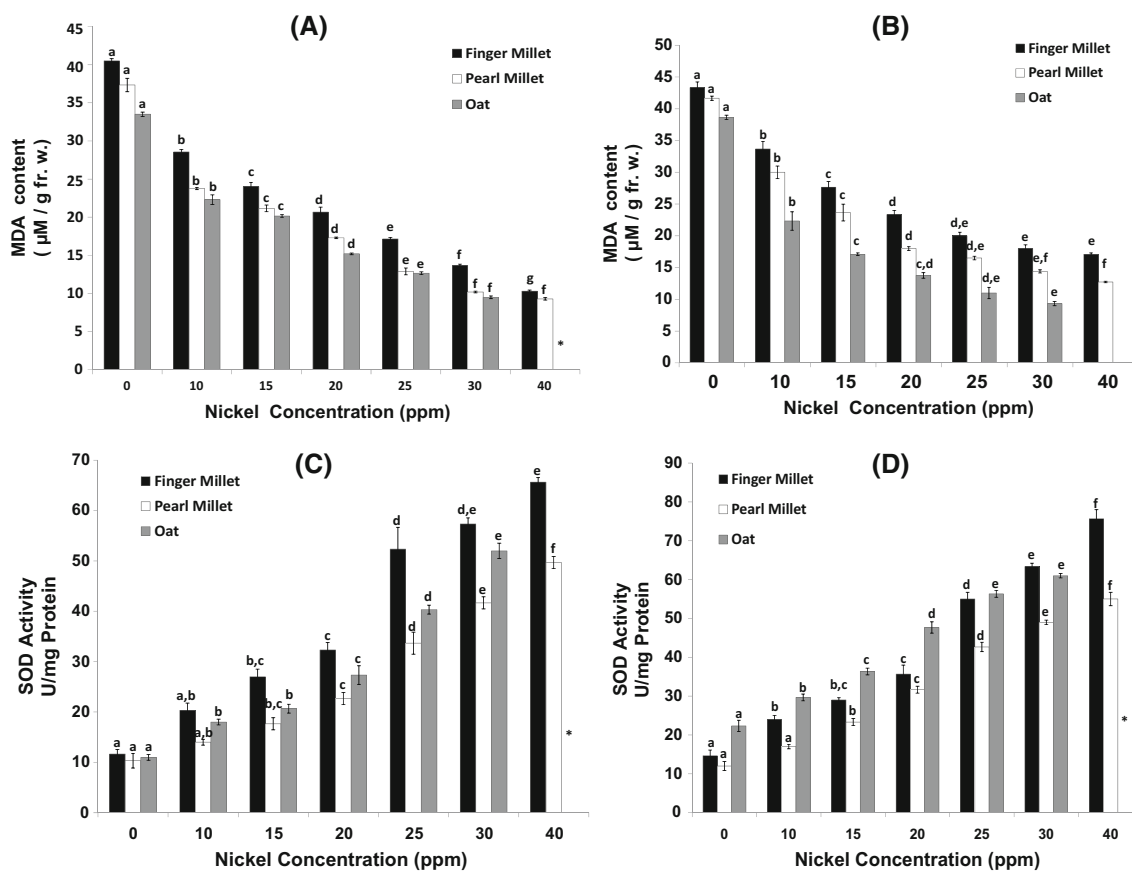 (A)
45
40
35
30
25
20
15
10
5
0
MDA content
( µM / g fr. w.)
Finger Millet
Pearl Millet
Oat
a a a
b b b
c c c
d d d
e e e
f f f
g f *
0 10 15 20 25 30 40
Nickel Concentration (ppm)
(B)
50
45
40
35
30
25
20
15
10
5
0
MDA content
( µM / g fr. w.)
Finger Millet
Pearl Millet
Oat
a a a
b b b
c c c
d d c,d
d,e d,e d,e
e e,f e
e f
0 10 15 20 25 30 40
Nickel Concentration (ppm)
(C)
70
60
50
40
30
20
10
0
SOD Activity
U/mg Protein
Finger Millet
Pearl Millet
Oat
a a a
a,b a,b b
b,c b,c b
c c c
d d d
d,e e e
e f *
0 10 15 20 25 30 40
Nickel Concentration (ppm)
(D)
90
80
70
60
50
40
30
20
10
0
SOD Activity
U/mg Protein
Finger Millet
Pearl Millet
Oat
a a a
b a b
b,c b c
c c d
d d e
e e e
f f *
0 10 15 20 25 30 40
Nickel Concentration (ppm)